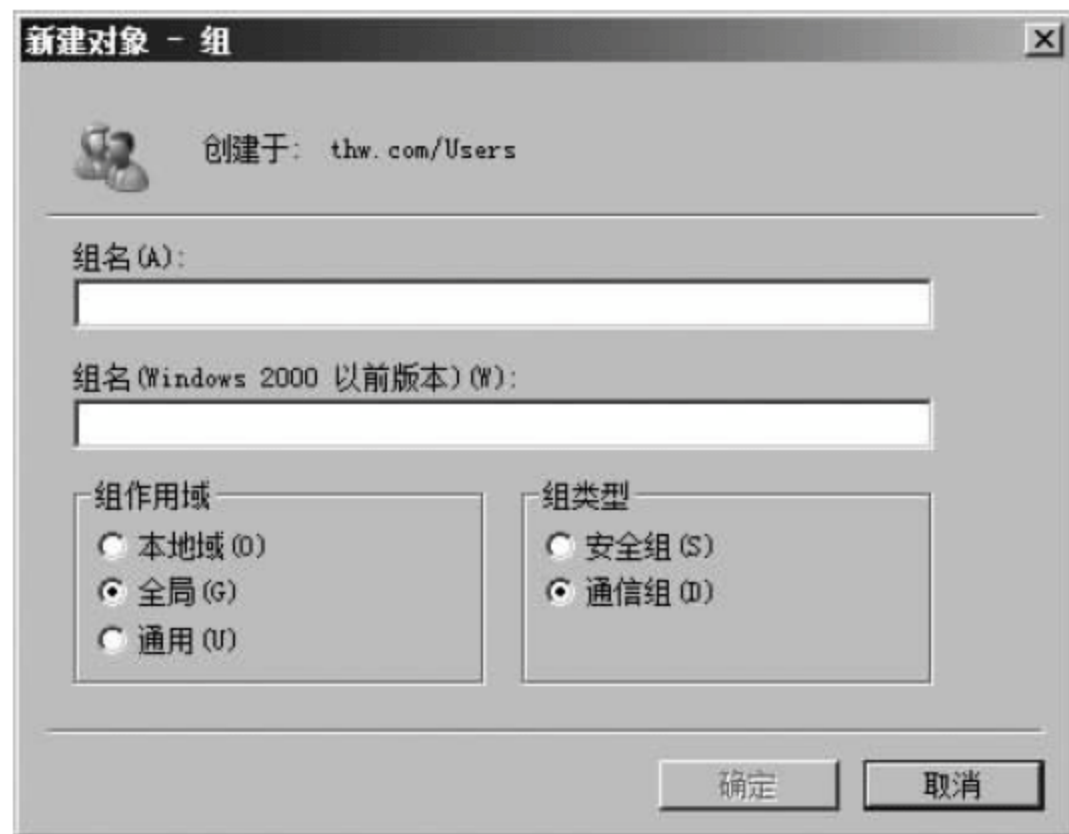 新建对象 - 组
创建于: thw.com/Users
组名(A):
组名(Windows 2000 以前版本)(W):
组作用域
本地域(O)
全局(G)
通用(U)
组类型
安全组(S)
通信组(D)
确定
取消